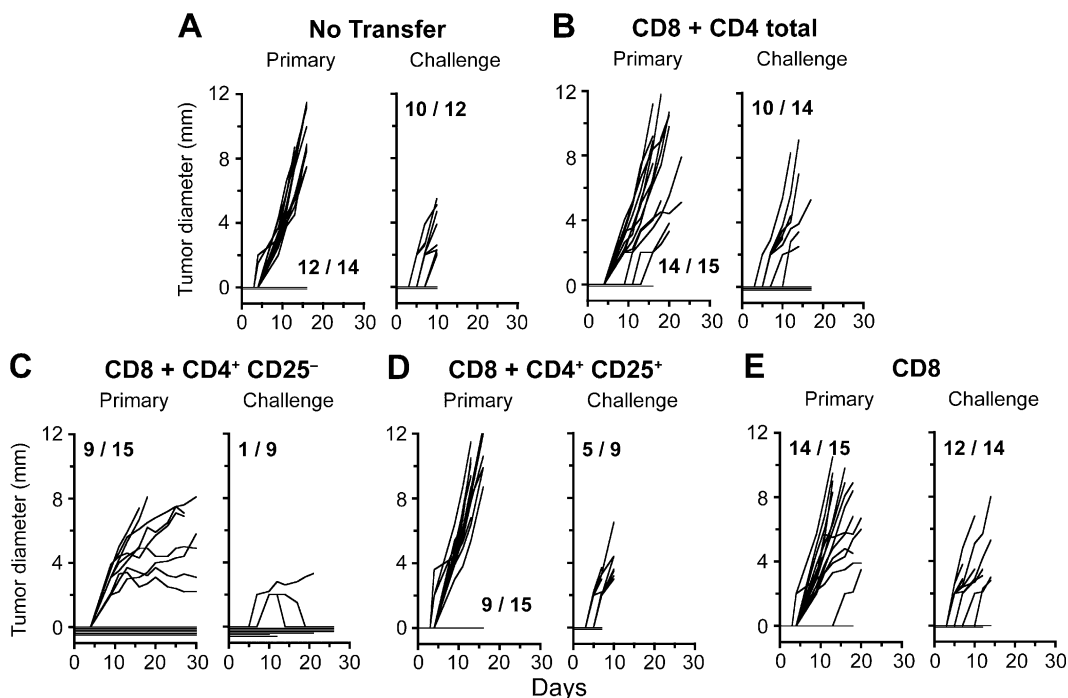 A No Transfer
Primary Challenge
Tumor diameter (mm)
12
8
4
0
12 / 14
0 10 20 30
10 / 12
0 10 20 30
B CD8 + CD4 total
Primary Challenge
12
8
4
0
14 / 15
0 10 20 30
10 / 14
0 10 20 30
C CD8 + CD4⁺ CD25⁻
Primary Challenge
Tumor diameter (mm)
12
8
4
0
9 / 15
0 10 20 30
1 / 9
0 10 20 30
D CD8 + CD4⁺ CD25⁺
Primary Challenge
12
8
4
0
9 / 15
0 10 20 30
5 / 9
0 10 20 30
E CD8
Primary Challenge
12
8
4
0
14 / 15
0 10 20 30
12 / 14
0 10 20 30
Days